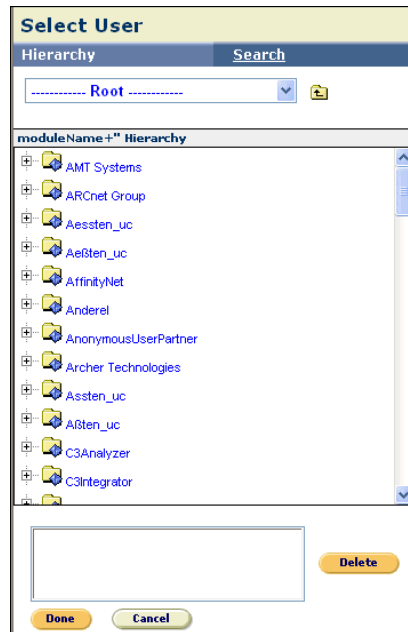 Select User
Hierarchy Search
------------ Root ------------
moduleName+" Hierarchy
AMT Systems
ARCnet Group
Aessten_uc
Aeßten_uc
AffinityNet
Anderel
AnonymousUserPartner
Archer Technologies
Assten_uc
Aßten_uc
C3Analyzer
C3Integrator
Delete
Done Cancel